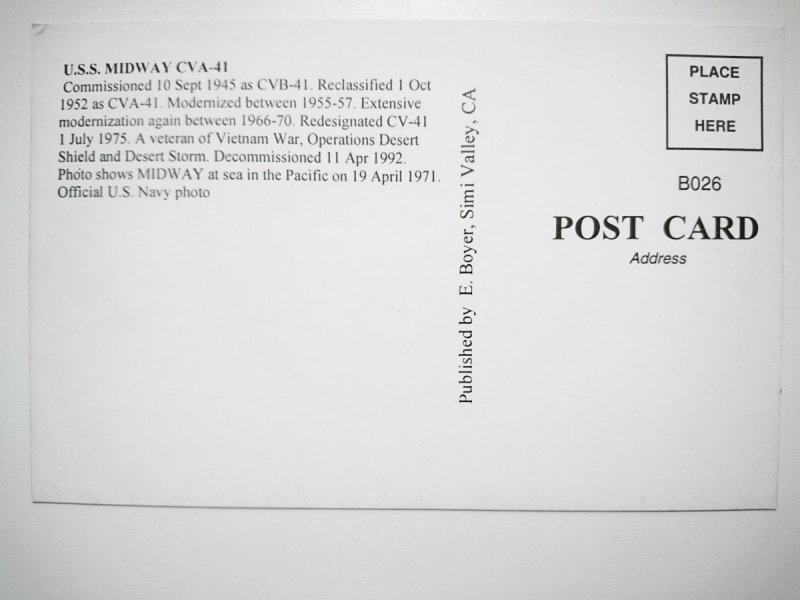 U.S.S. MIDWAY CVA-41
Commissioned 10 Sept 1945 as CVB-41. Reclassified 1 Oct
1952 as CVA-41. Modernized between 1955-57. Extensive
modernization again between 1966-70. Redesignated CV-41
1 July 1975. A veteran of Vietnam War, Operations Desert
Shield and Desert Storm. Decommissioned 11 Apr 1992.
Photo shows MIDWAY at sea in the Pacific on 19 April 1971.
Official U.S. Navy photo
Published by E. Boyer, Simi Valley, CA
PLACE
STAMP
HERE
B026
POST CARD
Address